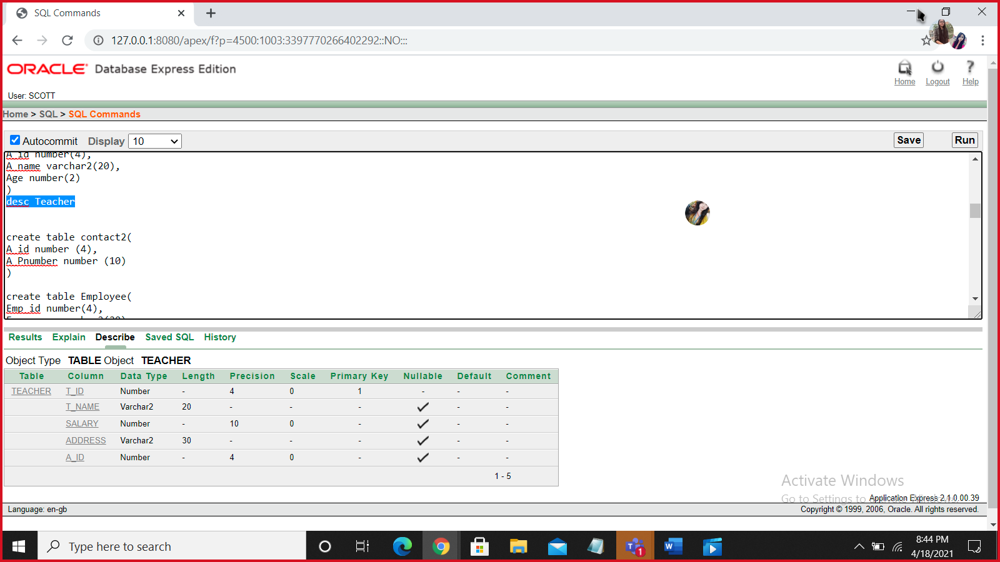 SQL Commands
127.0.0.1:8080/apex/f?p=4500:1003:3397770266402292::NO:::
ORACLE Database Express Edition
Home Logout Help
User: SCOTT
Home > SQL > SQL Commands
Autocommit Display 10 Save Run
A_id number(4),
A_name varchar2(20),
Age number(2)
)
desc Teacher
create table contact2(
A_id number (4),
A_Pnumber number (10)
)
create table Employee(
Emp_id number(4),
Results Explain Describe Saved SQL History
Object Type TABLE Object TEACHER
Table Column Data Type Length Precision Scale Primary Key Nullable Default Comment
TEACHER T_ID Number - 4 0 1 - - -
T_NAME Varchar2 20 - - - ✓ - -
SALARY Number - 10 0 - ✓ - -
ADDRESS Varchar2 30 - - - ✓ - -
A_ID Number - 4 0 - ✓ - -
1 - 5
Activate Windows
Go to Settings to activate Windows.
Application Express 2.1.0.00.39
Language: en-gb
Copyright © 1999, 2006, Oracle. All rights reserved.
Type here to search
1
8:44 PM
4/18/2021